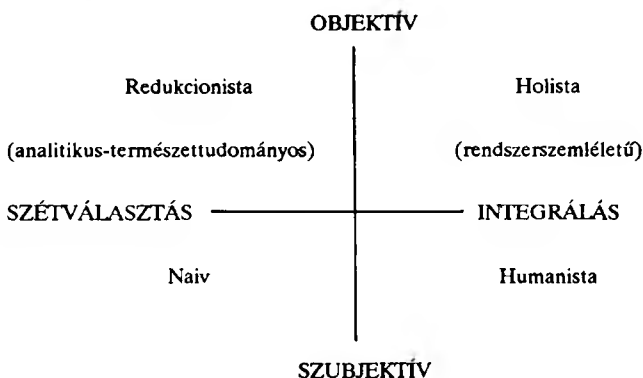 OBJEKTÍV
Redukcionista Holista
(analitikus-természettudományos) (rendszerszemléletű)
SZÉTVÁLASZTÁS INTEGRÁLÁS
Naiv Humanista
SZUBJEKTÍV